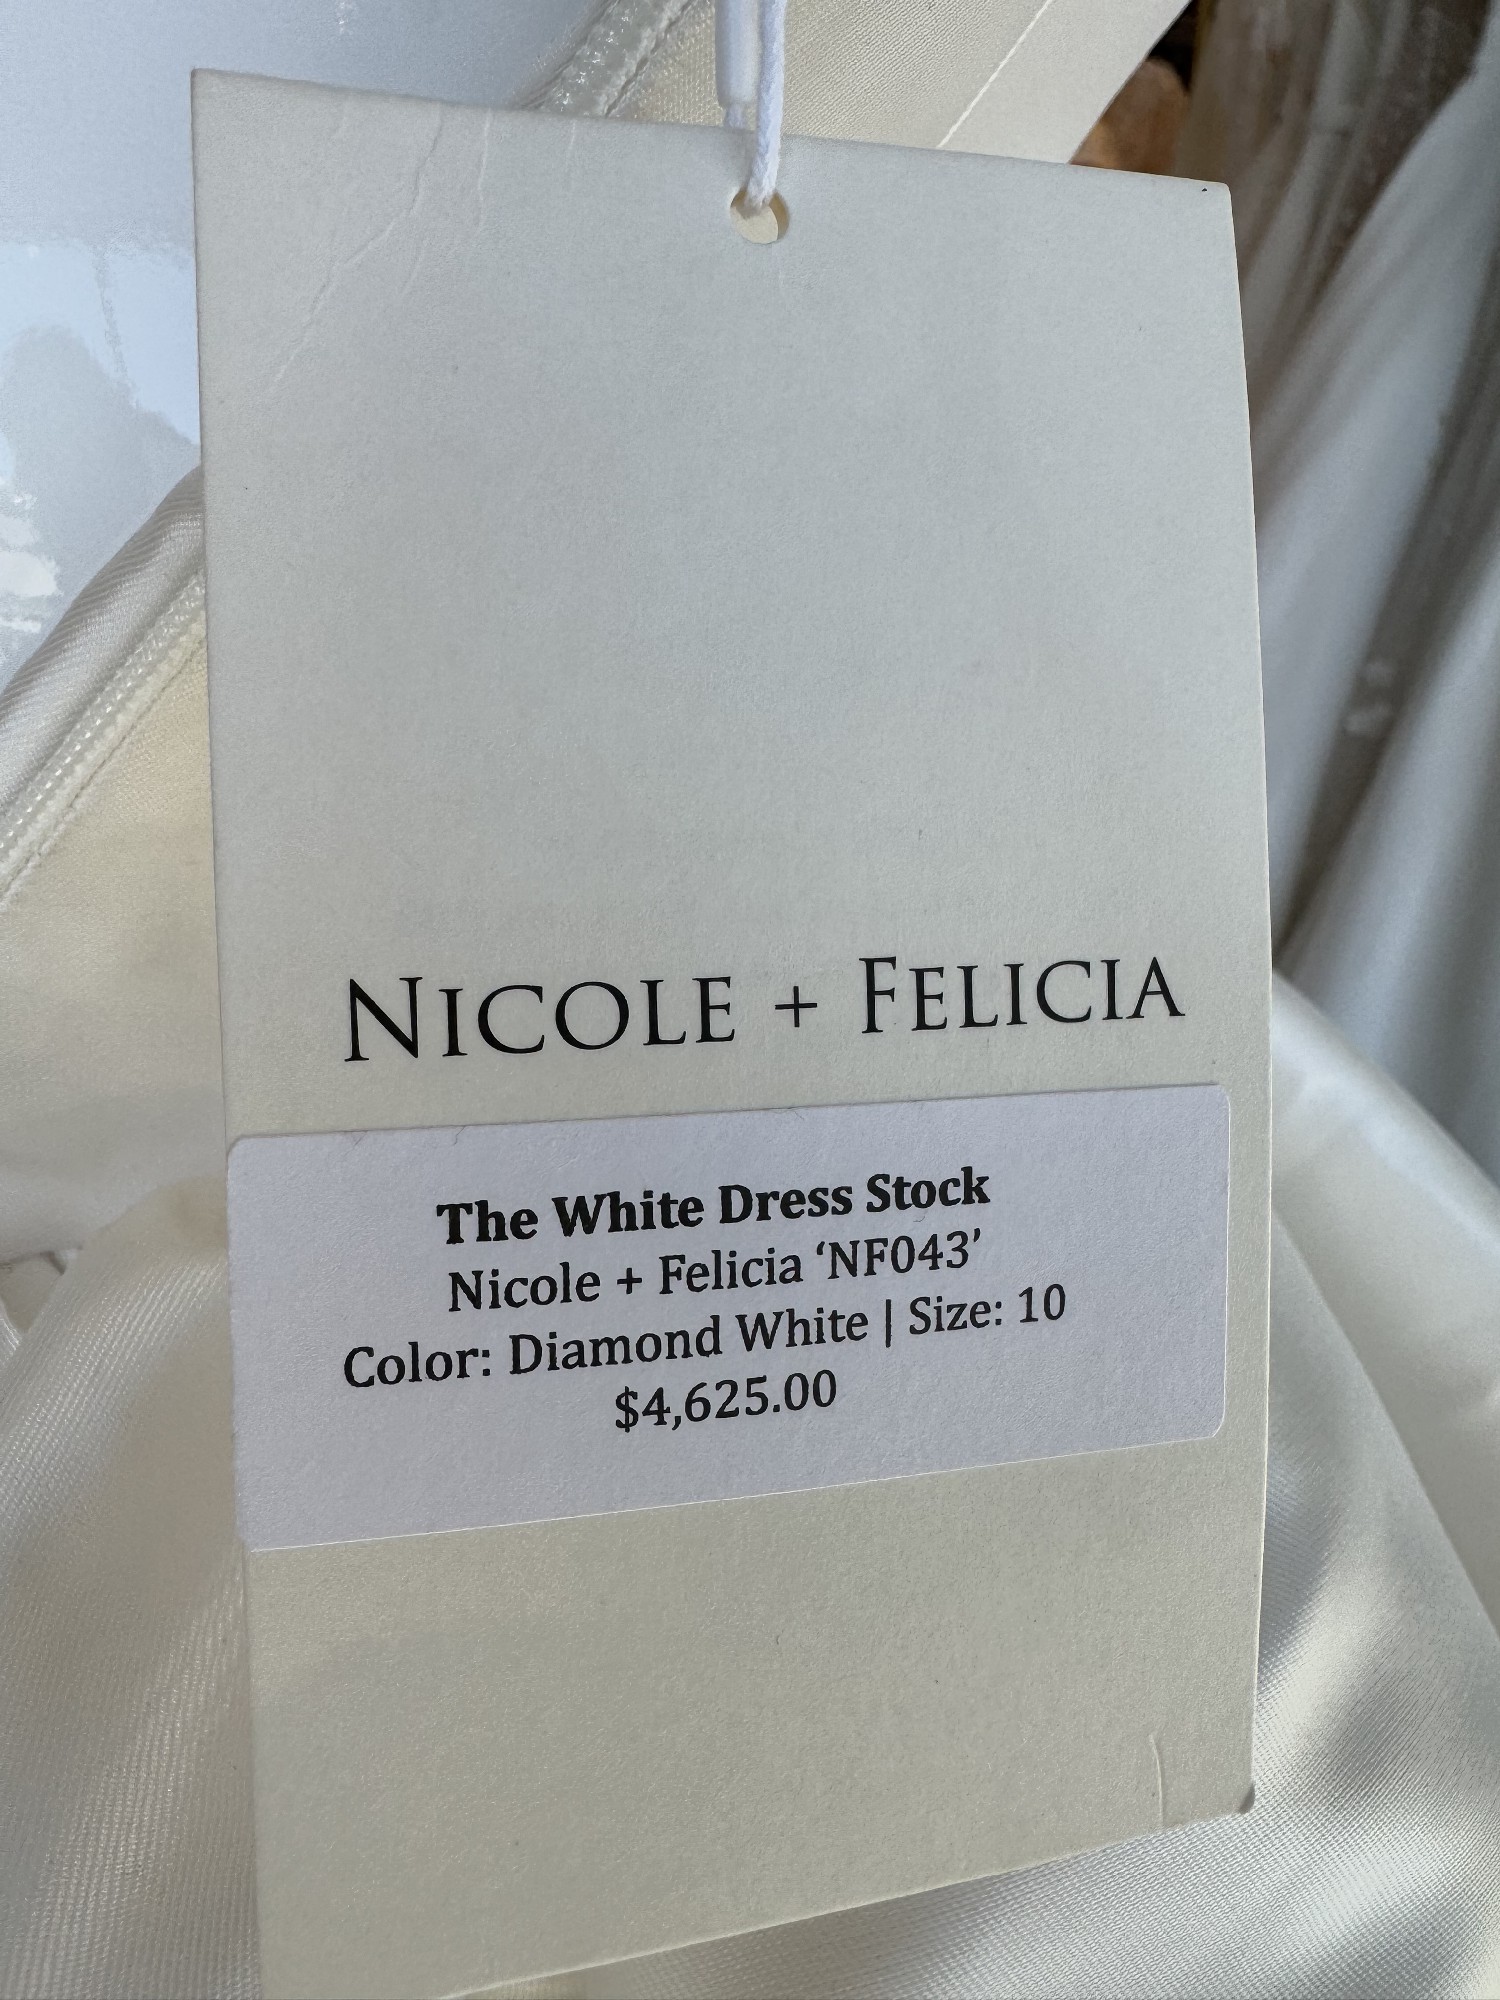 NICOLE + FELICIA
The White Dress Stock
Nicole + Felicia ‘NF043’
Color: Diamond White | Size: 10
$4,625.00